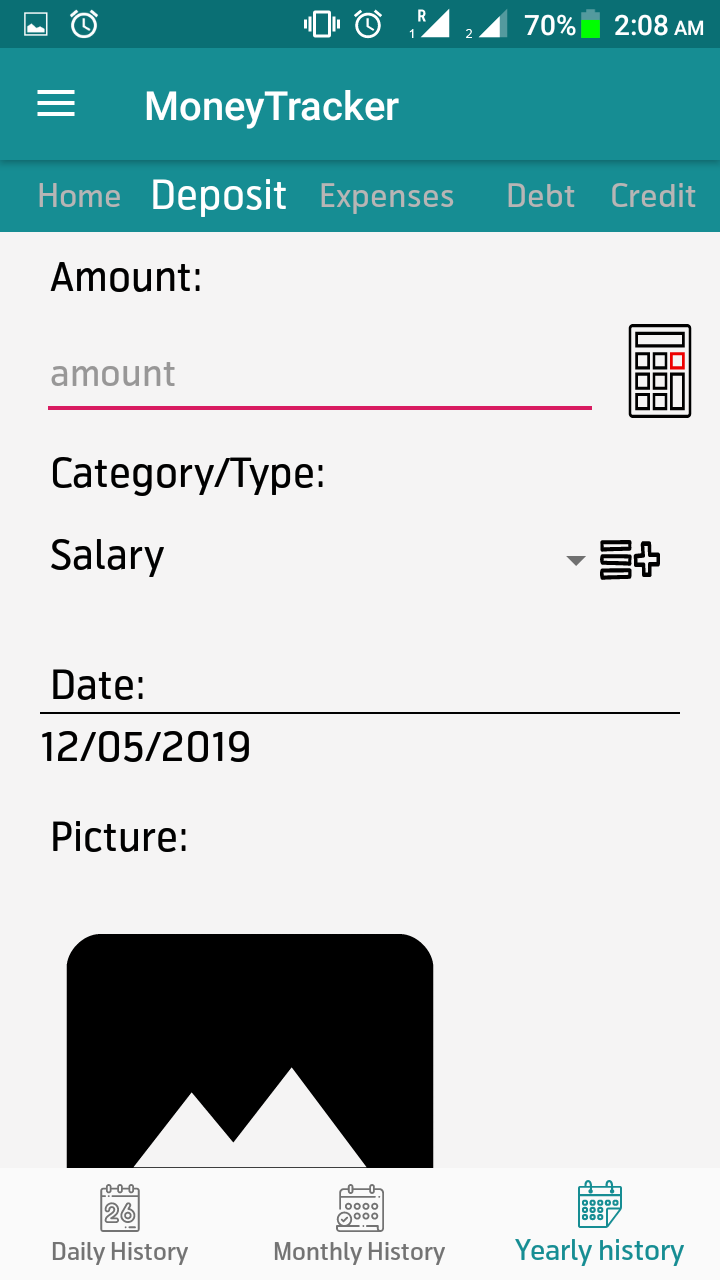 R
1 2 70% 2:08 AM
MoneyTracker
Home Deposit Expenses Debt Credit
Amount:
amount
Category/Type:
Salary
Date:
12/05/2019
Picture:
26
Daily History Monthly History Yearly history